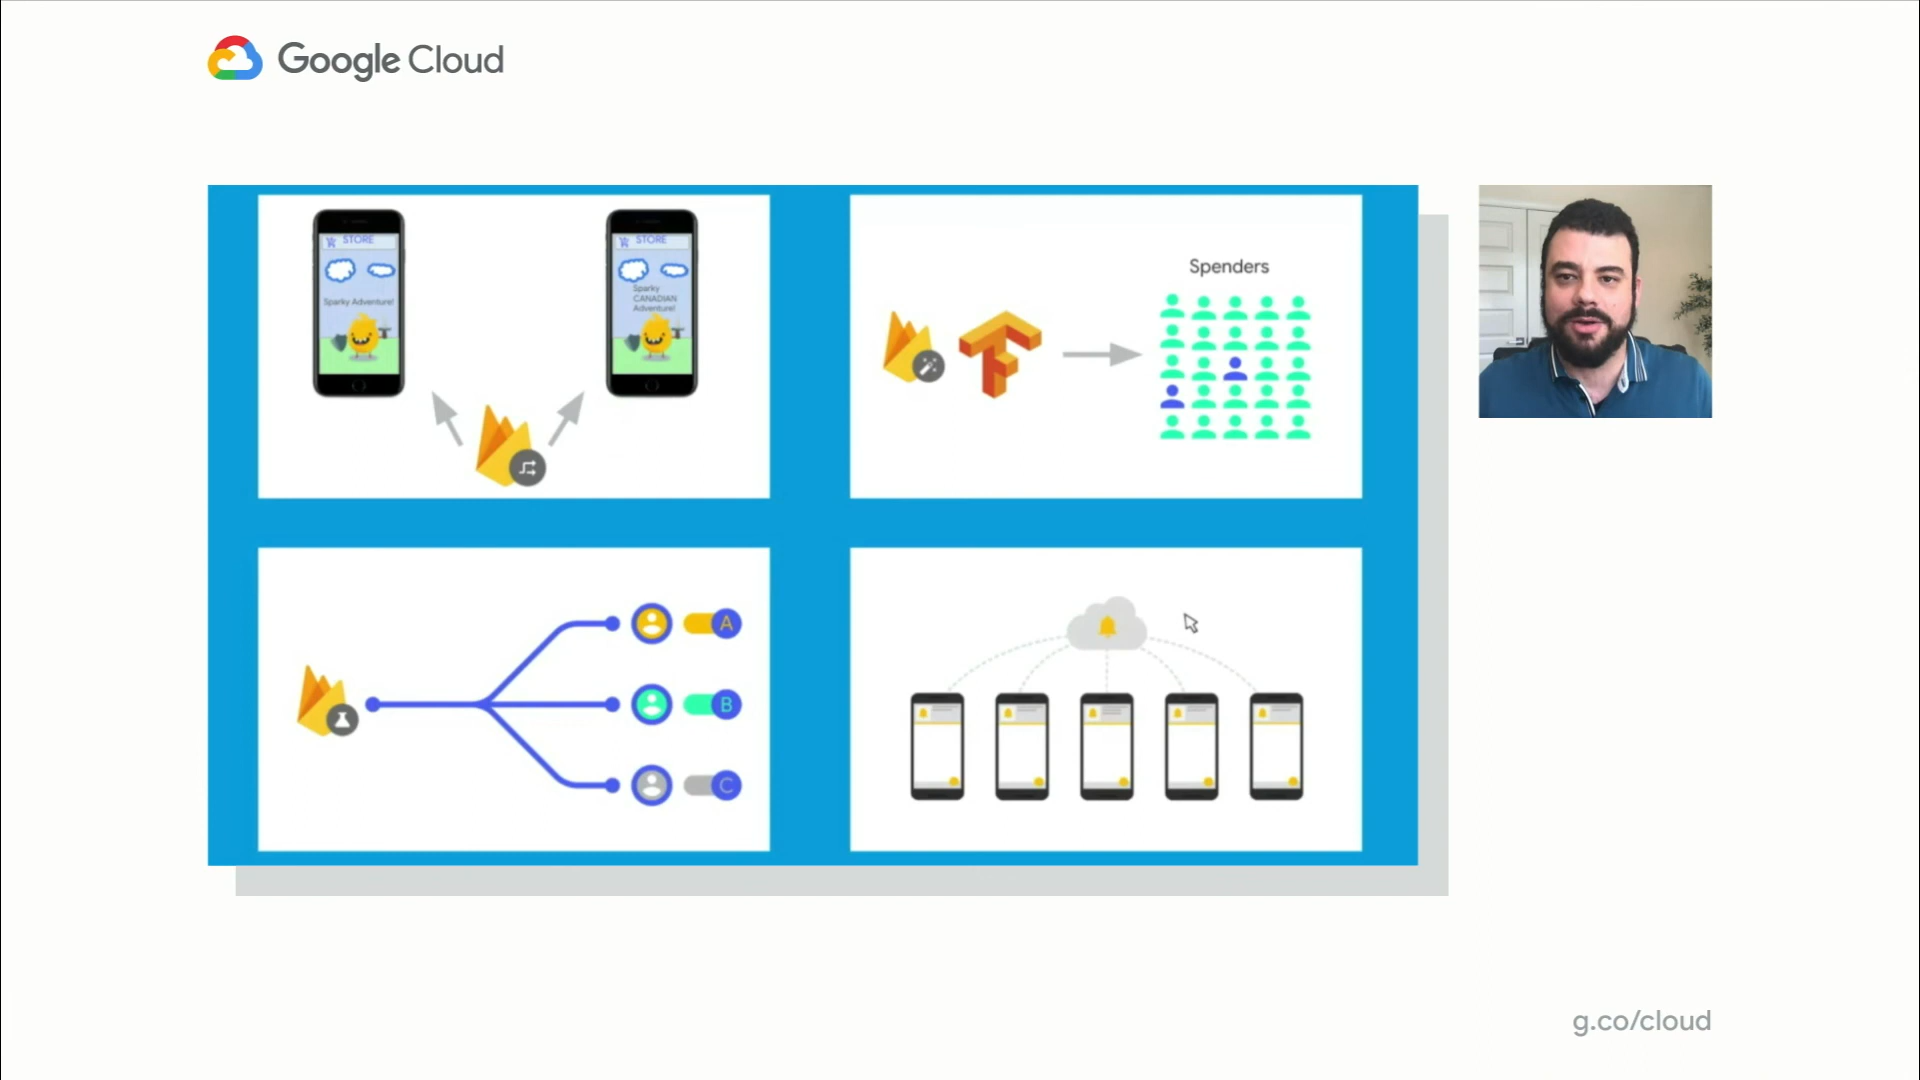 Google Cloud
STORE
Sparky Adventure!
STORE
Sparky
CANADIAN
Adventure!
Spenders
A
B
C
g.co/cloud